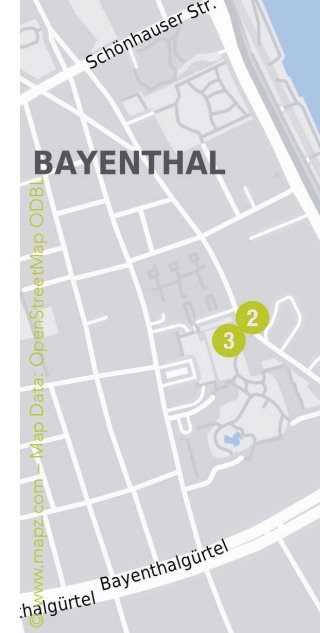 Schönhauser Str.
BAYENTHAL
2
3
Bayenthalgürtel
thalgürtel
© www.mapz.com – Map Data: OpenStreetMap ODBL